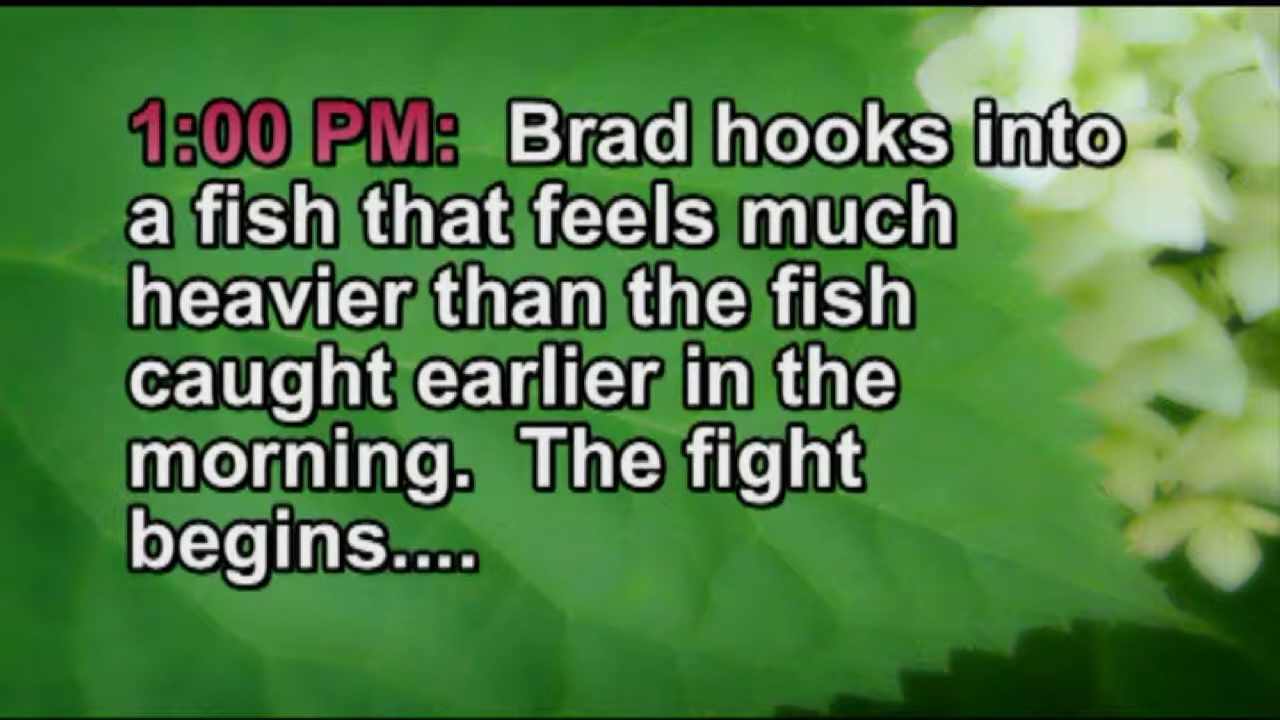 1:00 PM: Brad hooks into
a fish that feels much
heavier than the fish
caught earlier in the
morning. The fight
begins....